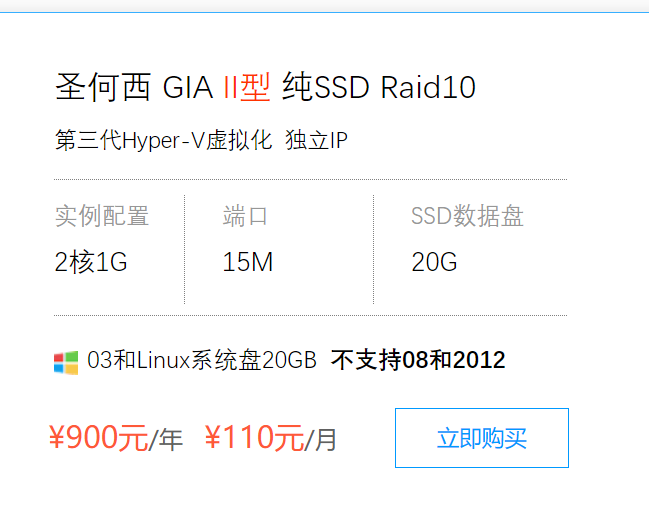 圣何西 GIA II型 纯SSD Raid10
第三代Hyper-V虚拟化 独立IP
实例配置 端口 SSD数据盘
2核1G 15M 20G
03和Linux系统盘20GB 不支持08和2012
¥900元/年 ¥110元/月 立即购买